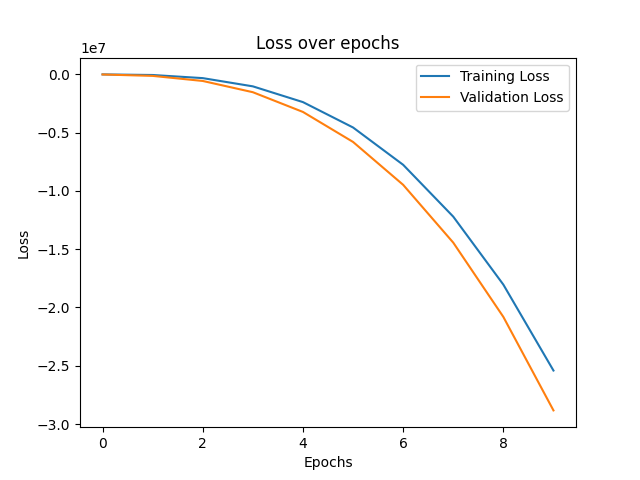 Loss over epochs
1e7
0.0
−0.5
−1.0
−1.5
−2.0
−2.5
−3.0
Loss
Training Loss
Validation Loss
0 2 4 6 8
Epochs